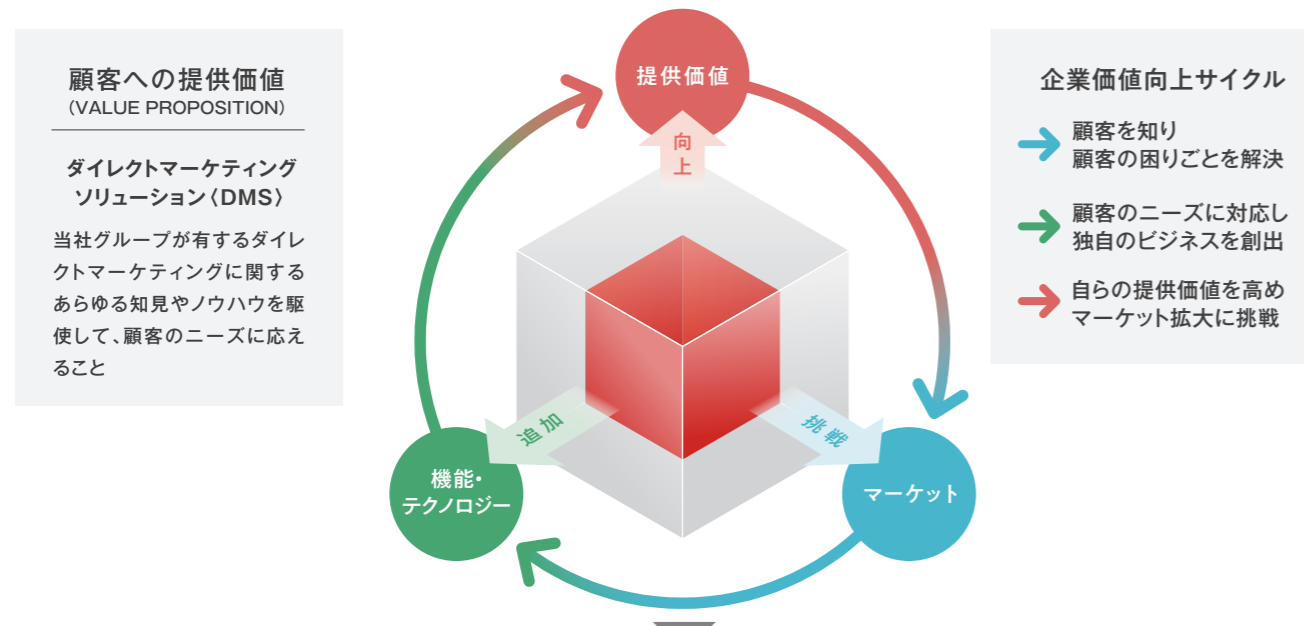 顧客への提供価値
(VALUE PROPOSITION)
ダイレクトマーケティング
ソリューション〈DMS〉
当社グループが有するダイレ
クトマーケティングに関する
あらゆる知見やノウハウを駆
使して、顧客のニーズに応え
ること
提供価値
向
上
追加
挑戦
機能・
テクノロジー
マーケット
企業価値向上サイクル
顧客を知り
顧客の困りごとを解決
顧客のニーズに対応し
独自のビジネスを創出
自らの提供価値を高め
マーケット拡大に挑戦